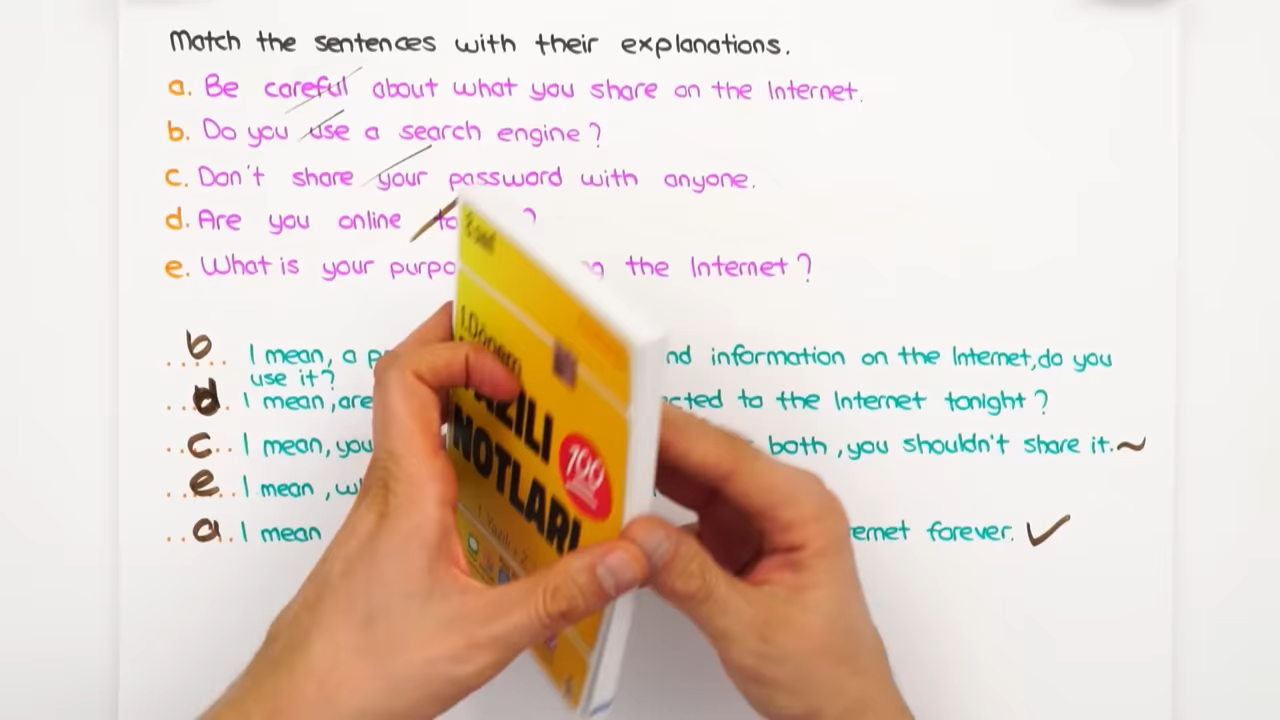 Match the sentences with their explanations.
a. Be careful about what you share on the Internet.
b. Do you use a search engine?
c. Don't share your password with anyone.
d. Are you online to ?
e. What is your purpo the Internet?
b I mean, a p nd information on the Internet, do you
use it?
d I mean, are cted to the Internet tonight?
c I mean, you both, you shouldn't share it.
e I mean, w
a I mean ernet forever.
1.Dönem
ZILI
NOTLARI
100